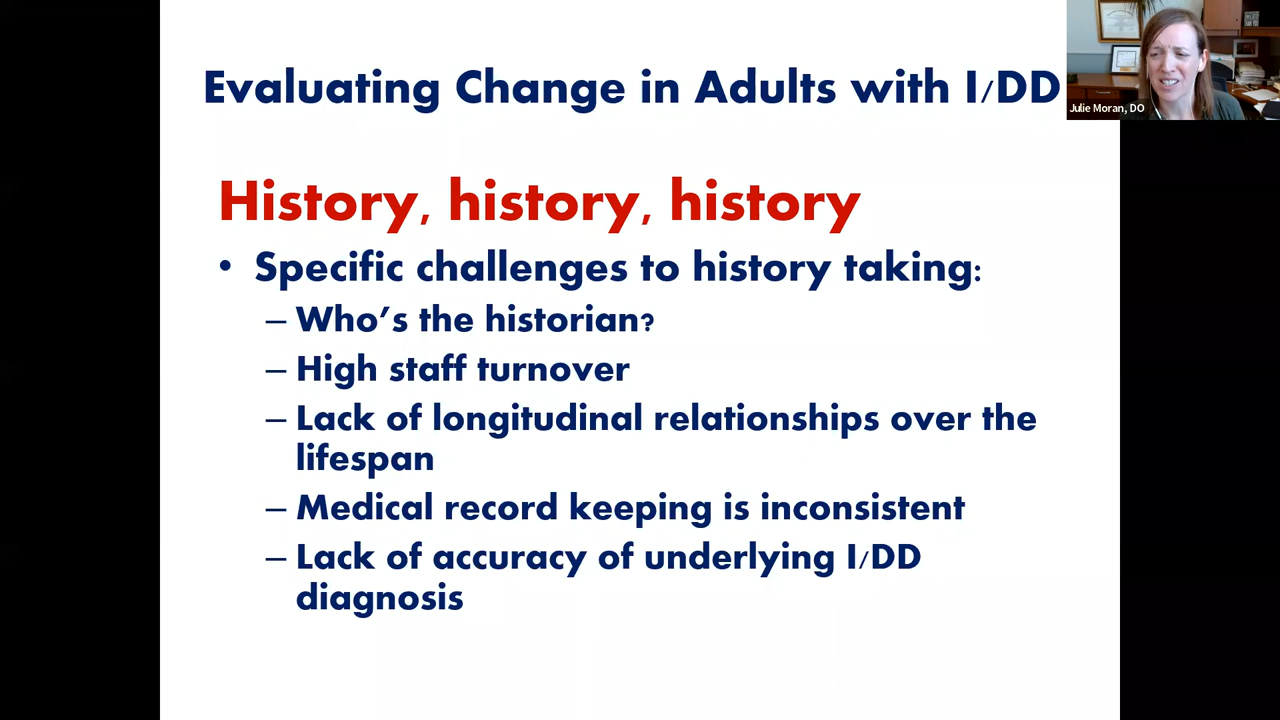 Evaluating Change in Adults with I/DD
Julie Moran, DO
History, history, history
• Specific challenges to history taking:
– Who’s the historian?
– High staff turnover
– Lack of longitudinal relationships over the
lifespan
– Medical record keeping is inconsistent
– Lack of accuracy of underlying I/DD
diagnosis